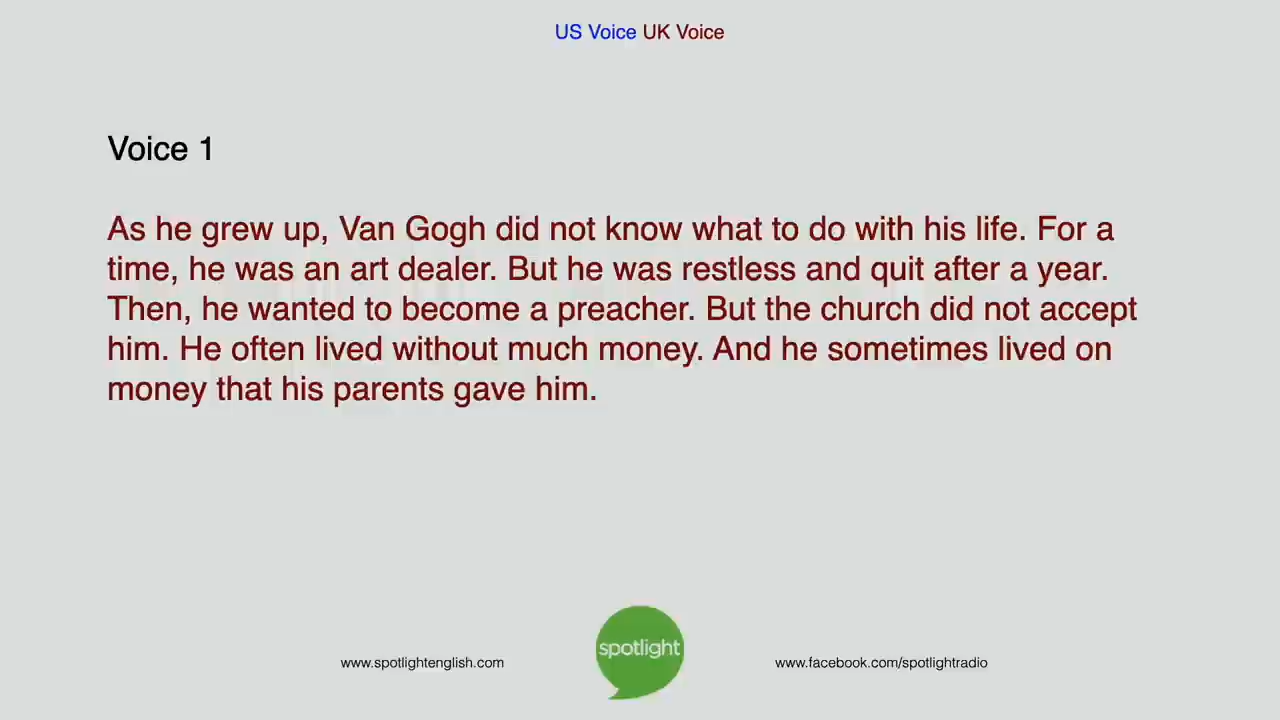 US Voice UK Voice
Voice 1
As he grew up, Van Gogh did not know what to do with his life. For a
time, he was an art dealer. But he was restless and quit after a year.
Then, he wanted to become a preacher. But the church did not accept
him. He often lived without much money. And he sometimes lived on
money that his parents gave him.
www.spotlightenglish.com
spotlight
www.facebook.com/spotlightradio